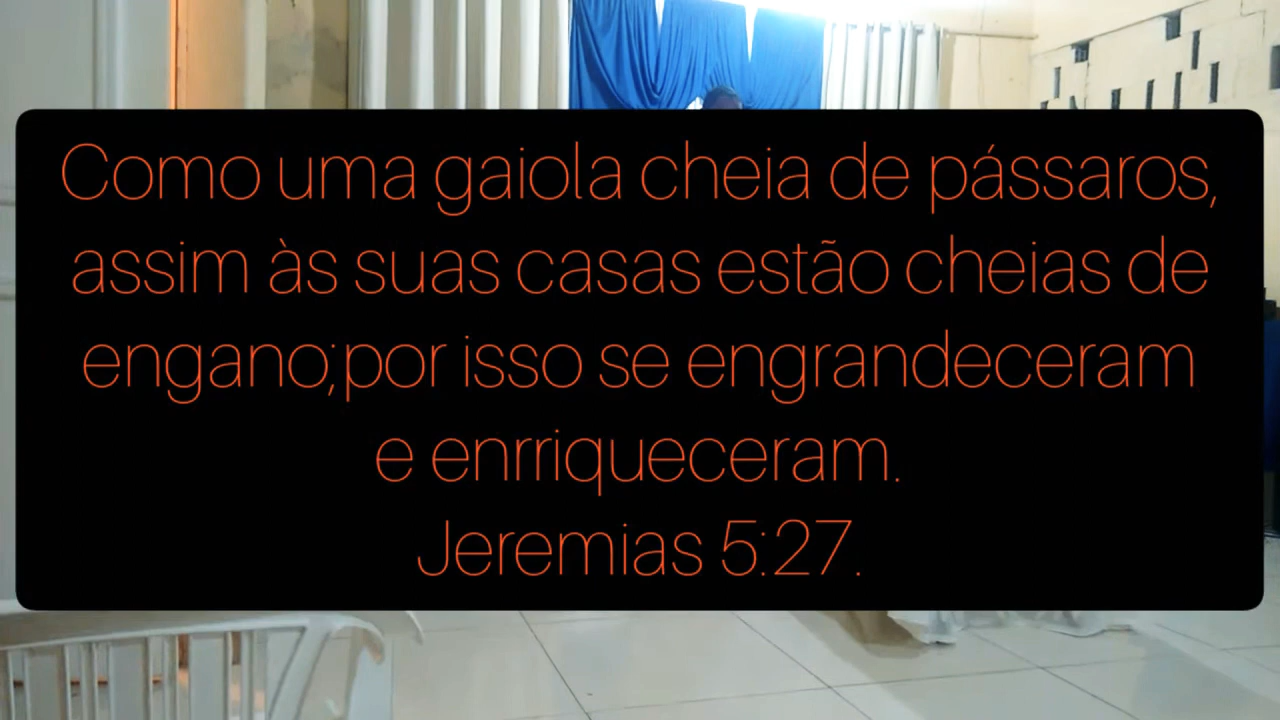 Como uma gaiola cheia de pássaros,
assim às suas casas estão cheias de
engano;por isso se engrandeceram
e enrriqueceram.
Jeremias 5:27.